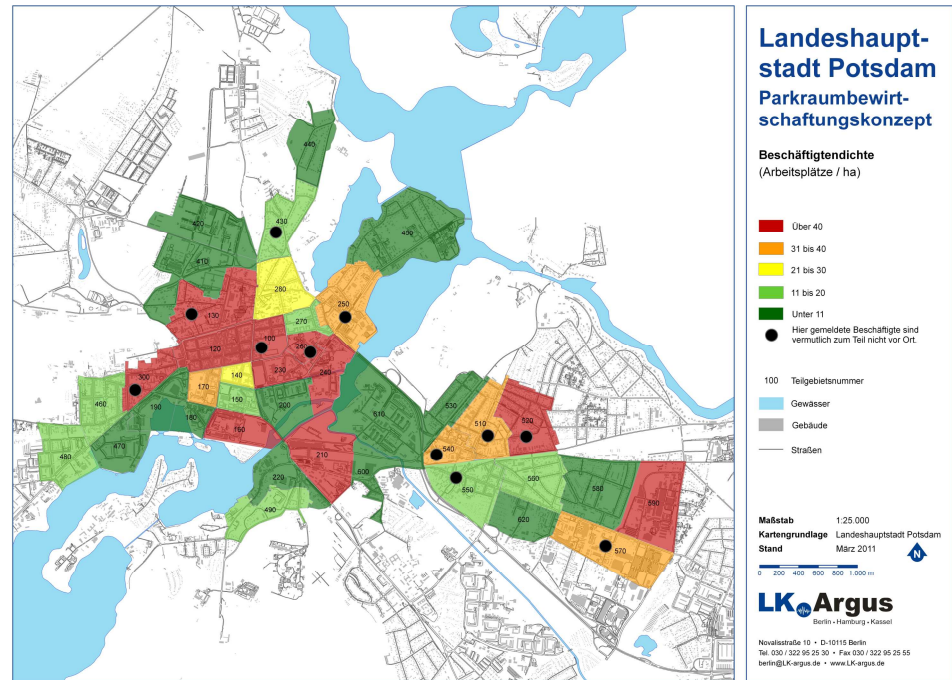 Landeshaupt-
stadt Potsdam
Parkraumbewirt-
schaftungskonzept
Beschäftigtendichte
(Arbeitsplätze / ha)
Über 40
31 bis 40
21 bis 30
11 bis 20
Unter 11
Hier gemeldete Beschäftigte sind
vermutlich zum Teil nicht vor Ort.
100 Teilgebietsnummer
Gewässer
Gebäude
Straßen
Maßstab 1:25.000
Kartengrundlage Landeshauptstadt Potsdam
Stand März 2011
N
0 200 400 600 800 1.000 m
LK Argus
Berlin • Hamburg • Kassel
Novalisstraße 10 • D-10115 Berlin
Tel. 030 / 322 95 25 30 • Fax 030 / 322 95 25 55
berlin@LK-argus.de • www.LK-argus.de
440
430
420
410
280
250
130
270
120
100
230
240
300
170
140
150
200
460
190
180
610
530
510
520
470
480
210
540
220
600
550
560
580
590
490
620
570